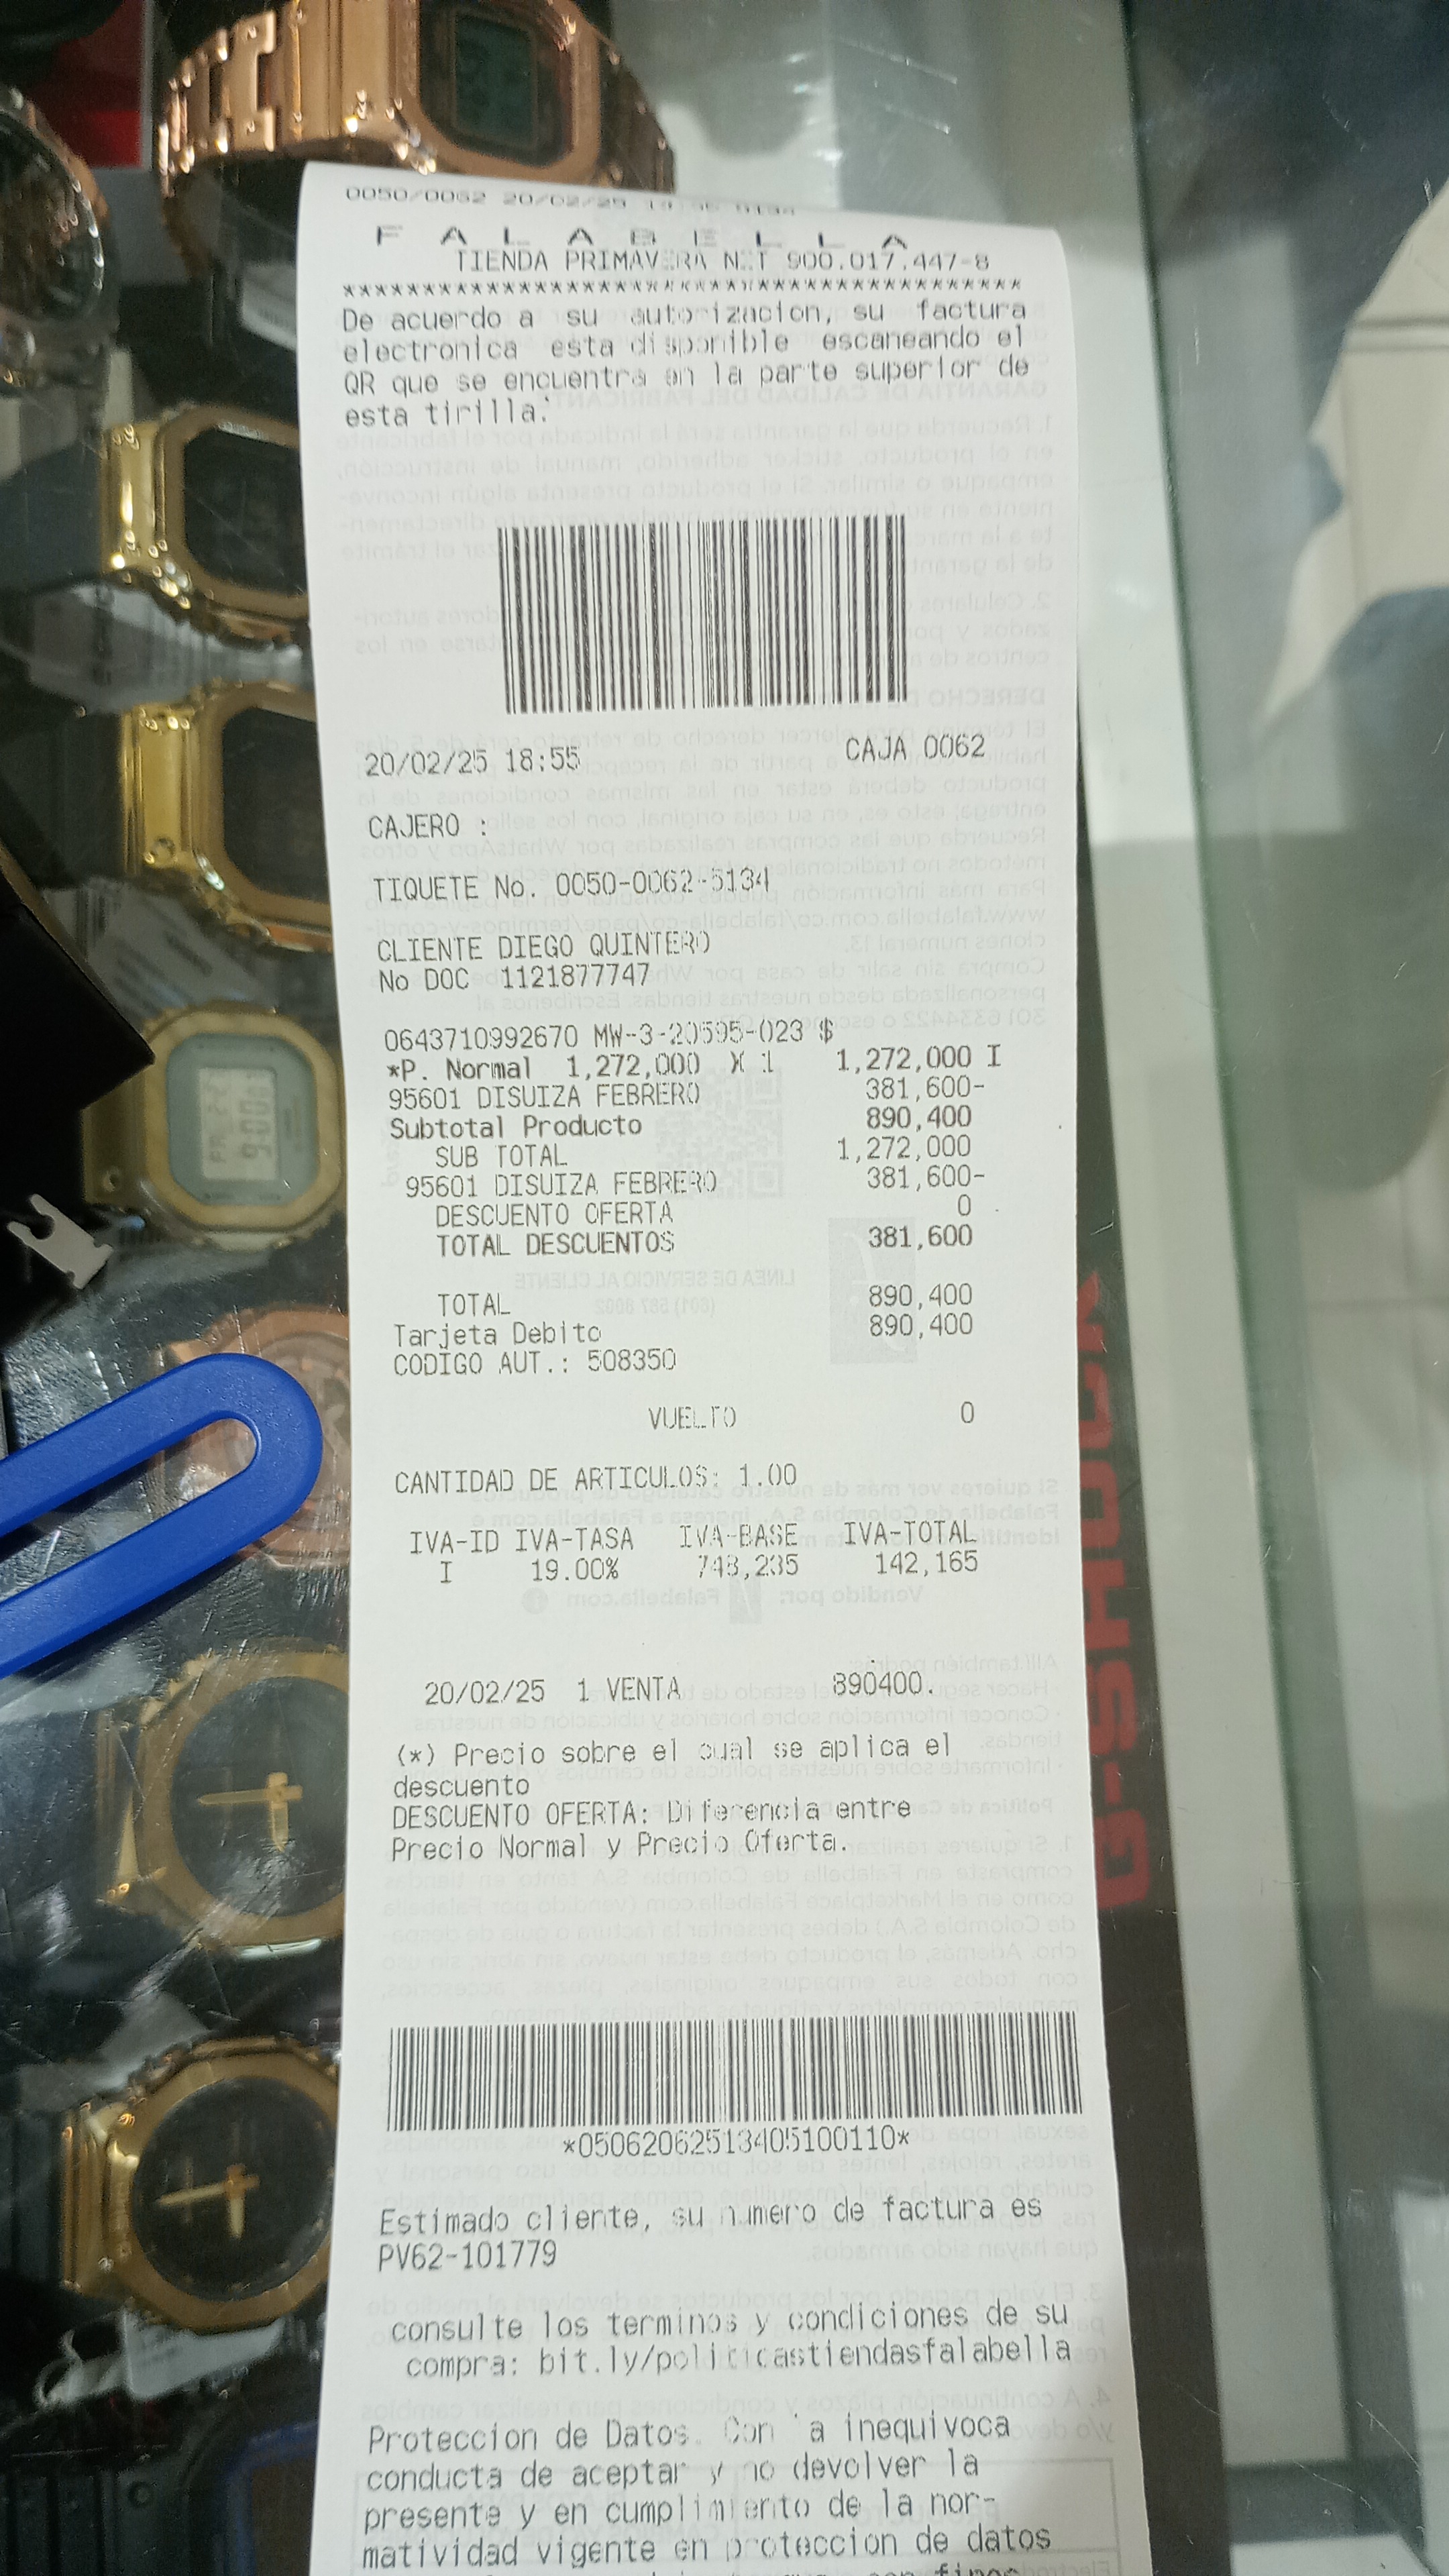 0050/0062 20/02/25
FALABELLA
TIENDA PRIMAVERA NIT 900.017.447-8
****************************************
De acuerdo a su autorizacion, su factura
electronica esta disponible escaneando el
QR que se encuentra en la parte superior de
esta tirilla.
20/02/25 18:55 CAJA 0062
CAJERO :
TIQUETE No. 0050-0062-5134
CLIENTE DIEGO QUINTERO
No DOC 1121877747
0643710992670 MW-3-20595-023 $
*P. Normal 1,272,000 X 1 1,272,000 I
95601 DISUIZA FEBRERO 381,600-
Subtotal Producto 890,400
SUB TOTAL 1,272,000
95601 DISUIZA FEBRERO 381,600-
DESCUENTO OFERTA 0
TOTAL DESCUENTOS 381,600
TOTAL 890,400
Tarjeta Debito 890,400
CODIGO AUT.: 508350
VUELTO 0
CANTIDAD DE ARTICULOS: 1.00
IVA-ID IVA-TASA IVA-BASE IVA-TOTAL
I 19.00% 748,235 142,165
20/02/25 1 VENTA 890400.
(*) Precio sobre el cual se aplica el
descuento
DESCUENTO OFERTA: Diferencia entre
Precio Normal y Precio Oferta.
*05062062513405100110*
Estimado cliente, su numero de factura es
PV62-101779
consulte los terminos y condiciones de su
compra: bit.ly/politicastiendasfalabella
Proteccion de Datos. Con la inequivoca
conducta de aceptar y no devolver la
presente y en cumplimiento de la nor-
matividad vigente en proteccion de datos
G-SHOCK